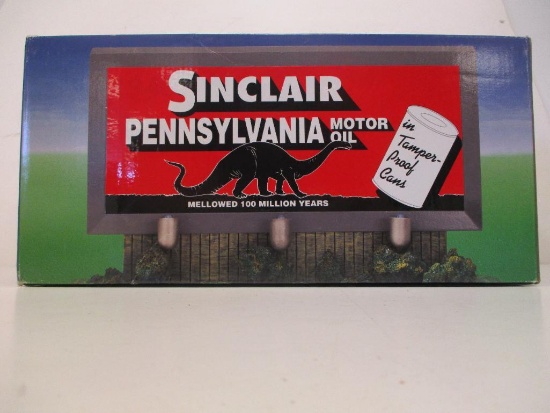 SINCLAIR
PENNSYLVANIA MOTOR OIL
MELLOWED 100 MILLION YEARS
in
Tamper-
Proof
Cans